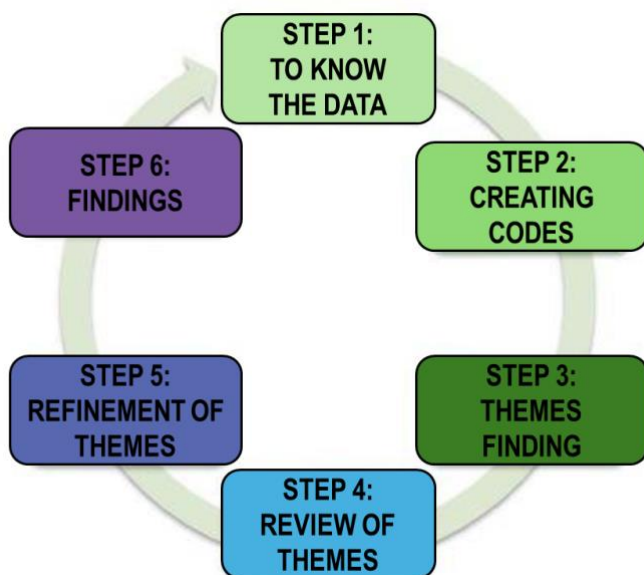 STEP 1:
TO KNOW
THE DATA
STEP 2:
CREATING
CODES
STEP 3:
THEMES
FINDING
STEP 4:
REVIEW OF
THEMES
STEP 5:
REFINEMENT OF
THEMES
STEP 6:
FINDINGS